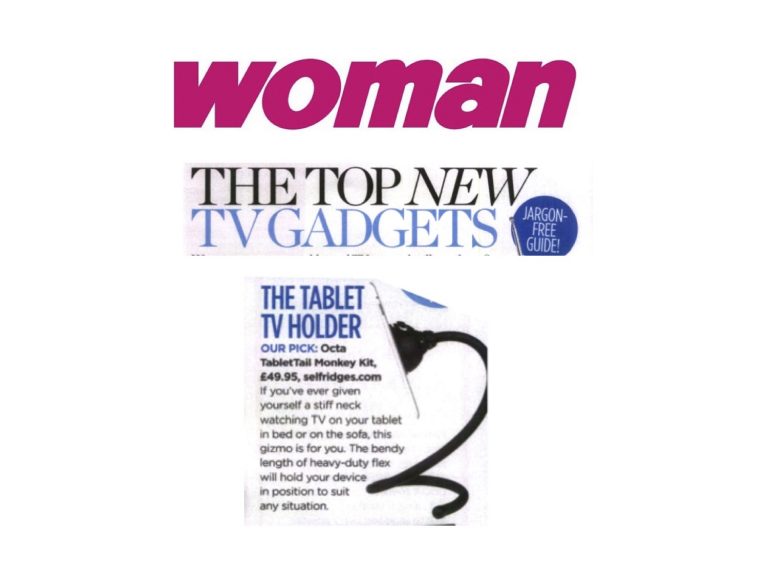 woman
THE TOP NEW
TV GADGETS
JARGON-
FREE
GUIDE!
THE TABLET
TV HOLDER
OUR PICK: Octa
TabletTail Monkey Kit,
£49.95, selfridges.com
If you've ever given
yourself a stiff neck
watching TV on your tablet
in bed or on the sofa, this
gizmo is for you. The bendy
length of heavy-duty flex
will hold your device
in position to suit
any situation.